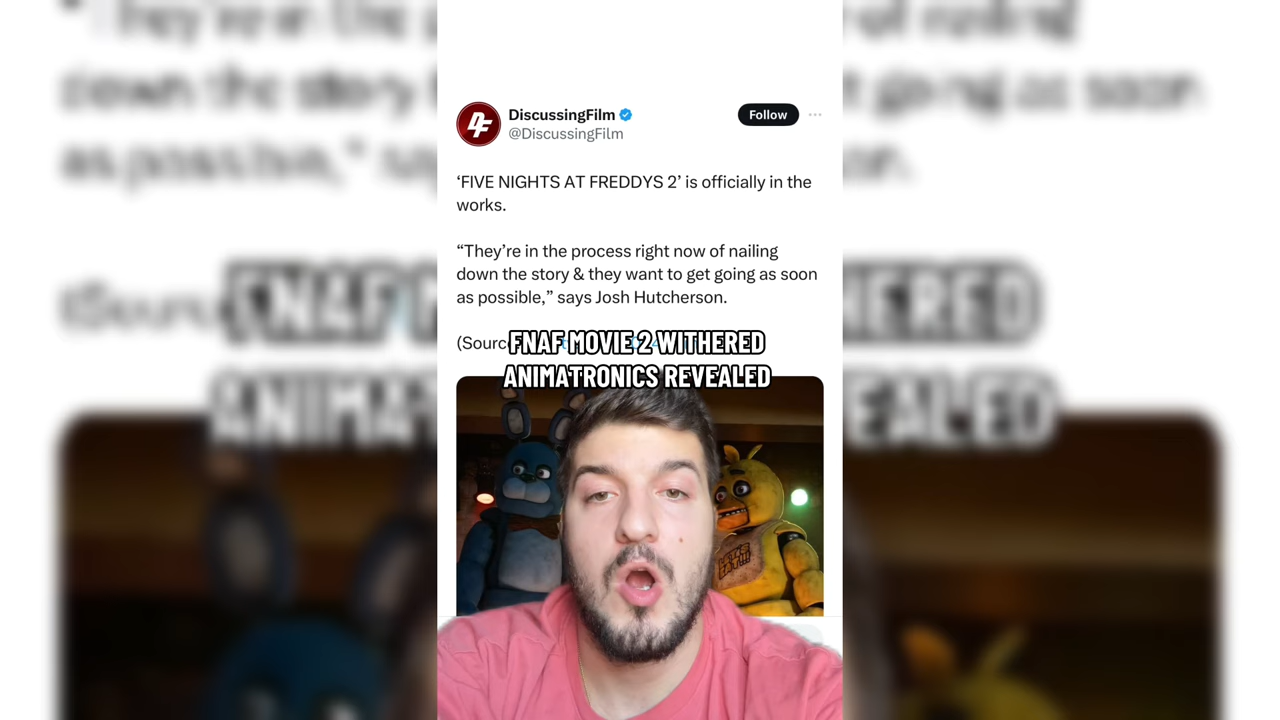 DiscussingFilm
Follow
@DiscussingFilm
‘FIVE NIGHTS AT FREDDYS 2’ is officially in the
works.
“They’re in the process right now of nailing
down the story & they want to get going as soon
as possible,” says Josh Hutcherson.
FNAF MOVIE 2 WITHERED
ANIMATRONICS REVEALED
LET'S
EAT!!!